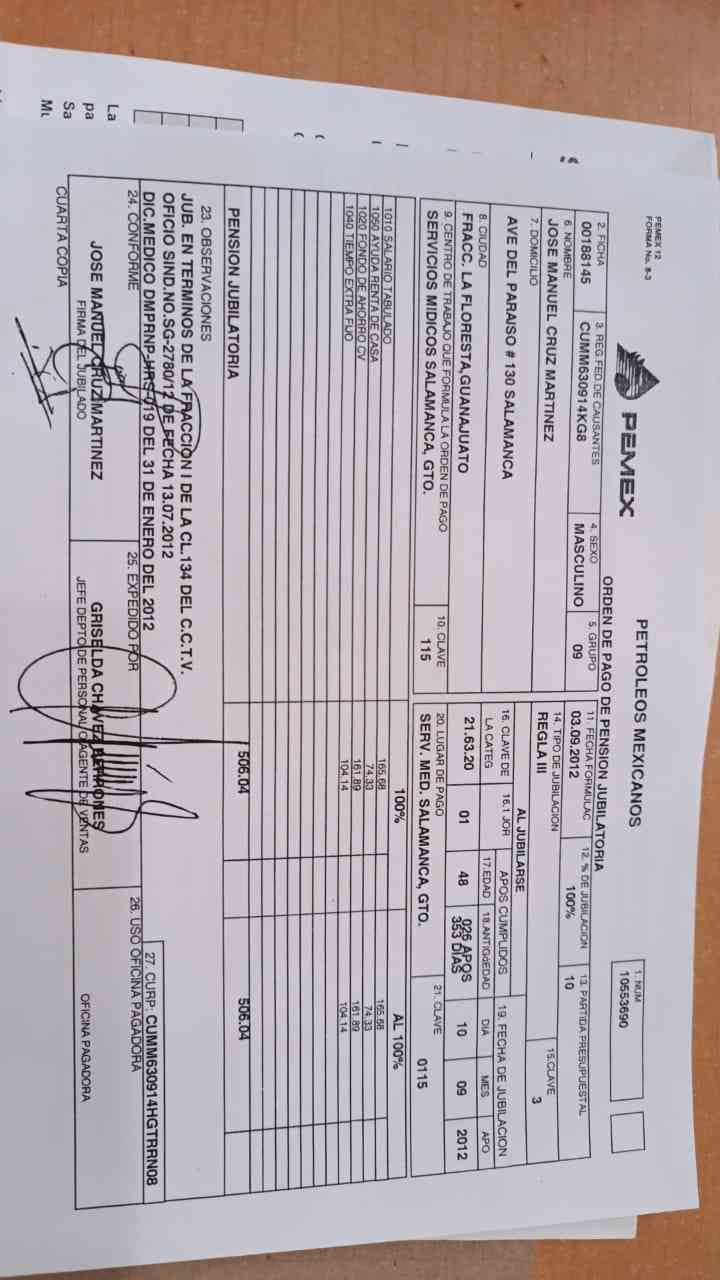 PEMEX 12
FORMA No. 8-3
PEMEX
PETROLEOS MEXICANOS
ORDEN DE PAGO DE PENSION JUBILATORIA
1. NUM
10553690
2. FICHA
00188145
3. REG FED DE CAUSANTES
CUMM630914KG8
4. SEXO
MASCULINO
5. GRUPO
09
11. FECHA FORMULAC
03.09.2012
12. % DE JUBILACION
100%
13. PARTIDA PRESUPUESTAL
10
6. NOMBRE
JOSE MANUEL CRUZ MARTINEZ
14. TIPO DE JUBILACION
REGLA III
15.CLAVE
3
7. DOMICILIO
AVE DEL PARAISO # 130 SALAMANCA
AL JUBILARSE
16. CLAVE DE
LA CATEG
16.1 JOR
APOS CUMPLIDOS
17.EDAD
18.ANTIGüEDAD
19. FECHA DE JUBILACION
DIA
MES
APO
8. CIUDAD
FRACC. LA FLORESTA,GUANAJUATO
21.63.20
01
48
026 APOS
353 DIAS
10
09
2012
9. CENTRO DE TRABAJO QUE FORMULA LA ORDEN DE PAGO
SERVICIOS MIDICOS SALAMANCA, GTO.
10. CLAVE
115
20. LUGAR DE PAGO
SERV. MED. SALAMANCA, GTO.
21. CLAVE
0115
100%
AL 100%
1010 SALARIO TABULADO 165.68 165.68
1060 AYUDA RENTA DE CASA 74.33 74.33
1020 FONDO DE AHORRO CV 161.89 161.89
1040 TIEMPO EXTRA FIJO 104.14 104.14
PENSION JUBILATORIA 506.04 506.04
23. OBSERVACIONES
JUB. EN TERMINOS DE LA FRACCION I DE LA CL.134 DEL C.C.T.V.
OFICIO SIND.NO.SG-2780/12 DE FECHA 13.07.2012
DIC.MEDICO DMPRNP-HRS-019 DEL 31 DE ENERO DEL 2012
27. CURP: CUMM630914HGTRRN08
24. CONFORME
JOSE MANUEL CRUZ MARTINEZ
FIRMA DEL JUBILADO
25. EXPEDIDO POR
GRISELDA CHAVEZ
JEFE DEPTO DE PERSONAL O AGENTE DE VENTAS
26. USO OFICINA PAGADORA
OFICINA PAGADORA
CUARTA COPIA
La
pa
Sa